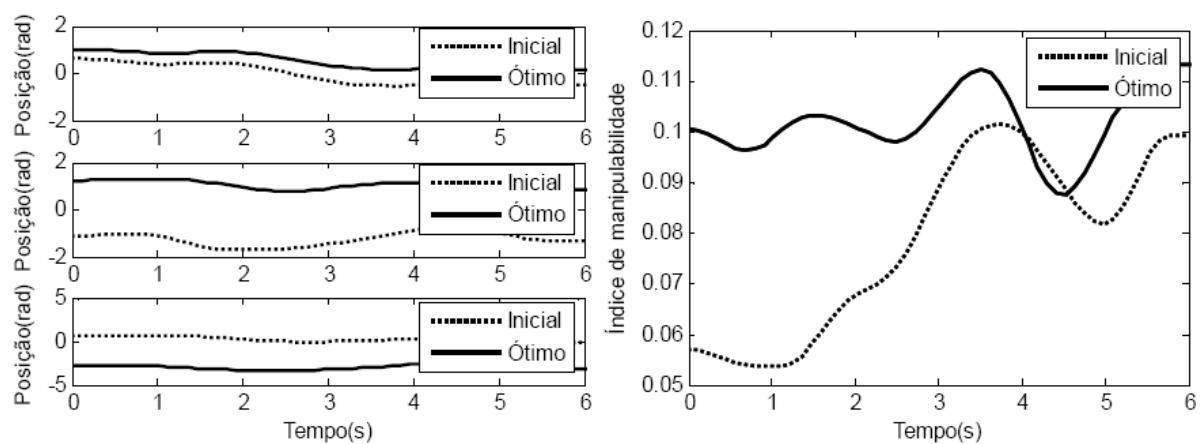 Posição(rad)
2
0
-2
0 1 2 3 4 5 6
Inicial
Ótimo
Posição(rad)
2
0
-2
0 1 2 3 4 5 6
Inicial
Ótimo
Posição(rad)
5
0
-5
0 1 2 3 4 5 6
Inicial
Ótimo
Tempo(s)
Índice de manipulabilidade
0.12
0.11
0.1
0.09
0.08
0.07
0.06
0.05
0 1 2 3 4 5 6
Inicial
Ótimo
Tempo(s)